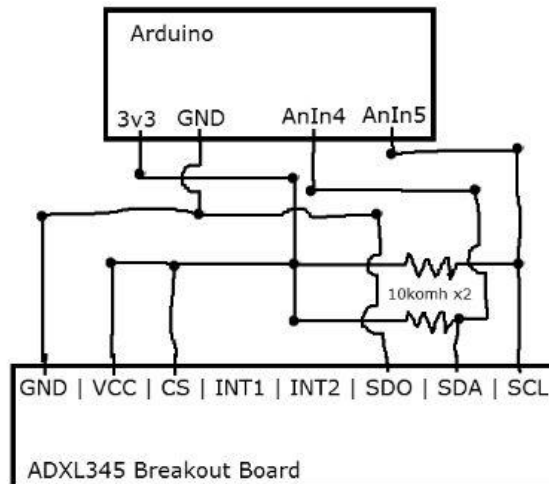 Arduino
3v3 GND AnIn4 AnIn5
10komh x2
GND | VCC | CS | INT1 | INT2 | SDO | SDA | SCL
ADXL345 Breakout Board